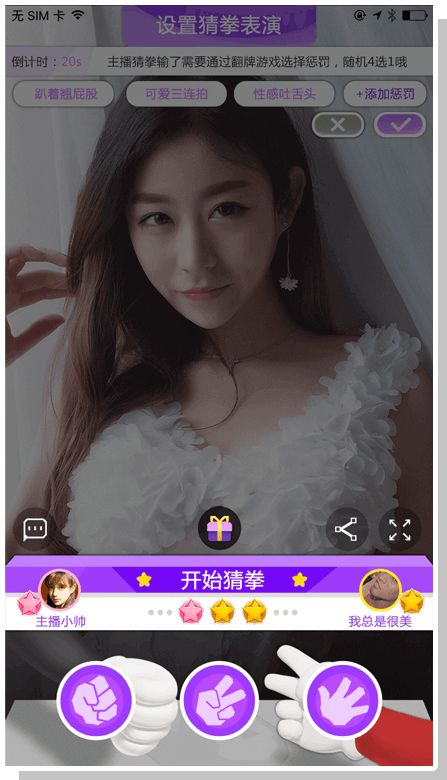 无 SIM 卡
设置猜拳表演
倒计时：20s 主播猜拳输了需要通过翻牌游戏选择惩罚，随机4选1哦
趴着翘屁股 可爱三连拍 性感吐舌头 +添加惩罚
开始猜拳
主播小帅 我总是很美